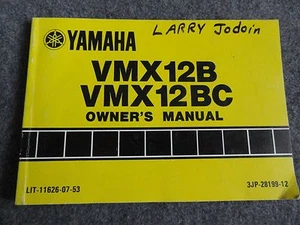 LARRY Jodoin
YAMAHA
VMX12B
VMX12BC
OWNER'S MANUAL
LIT-11626-07-53
3JP-28199-12